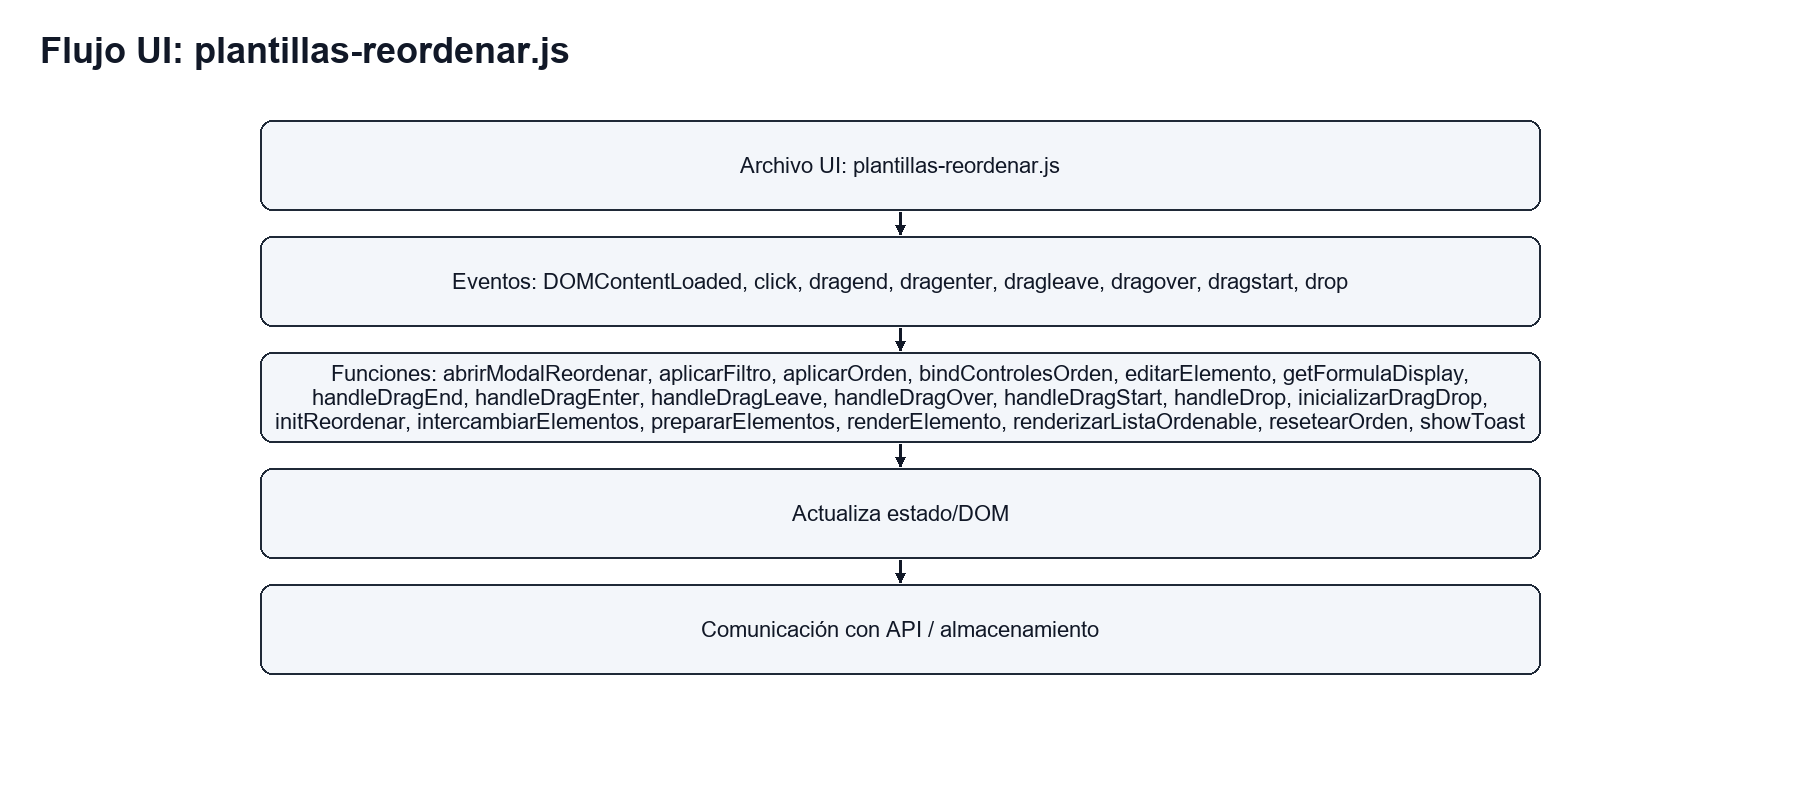 Flujo UI: plantillas-reordenar.js
Archivo UI: plantillas-reordenar.js
Eventos: DOMContentLoaded, click, dragend, dragenter, dragleave, dragover, dragstart, drop
Funciones: abrirModalReordenar, aplicarFiltro, aplicarOrden, bindControlesOrden, editarElemento, getFormulaDisplay,
handleDragEnd, handleDragEnter, handleDragLeave, handleDragOver, handleDragStart, handleDrop, inicializarDragDrop,
initReordenar, intercambiarElementos, prepararElementos, renderElemento, renderizarListaOrdenable, resetearOrden, showToast
Actualiza estado/DOM
Comunicación con API / almacenamiento